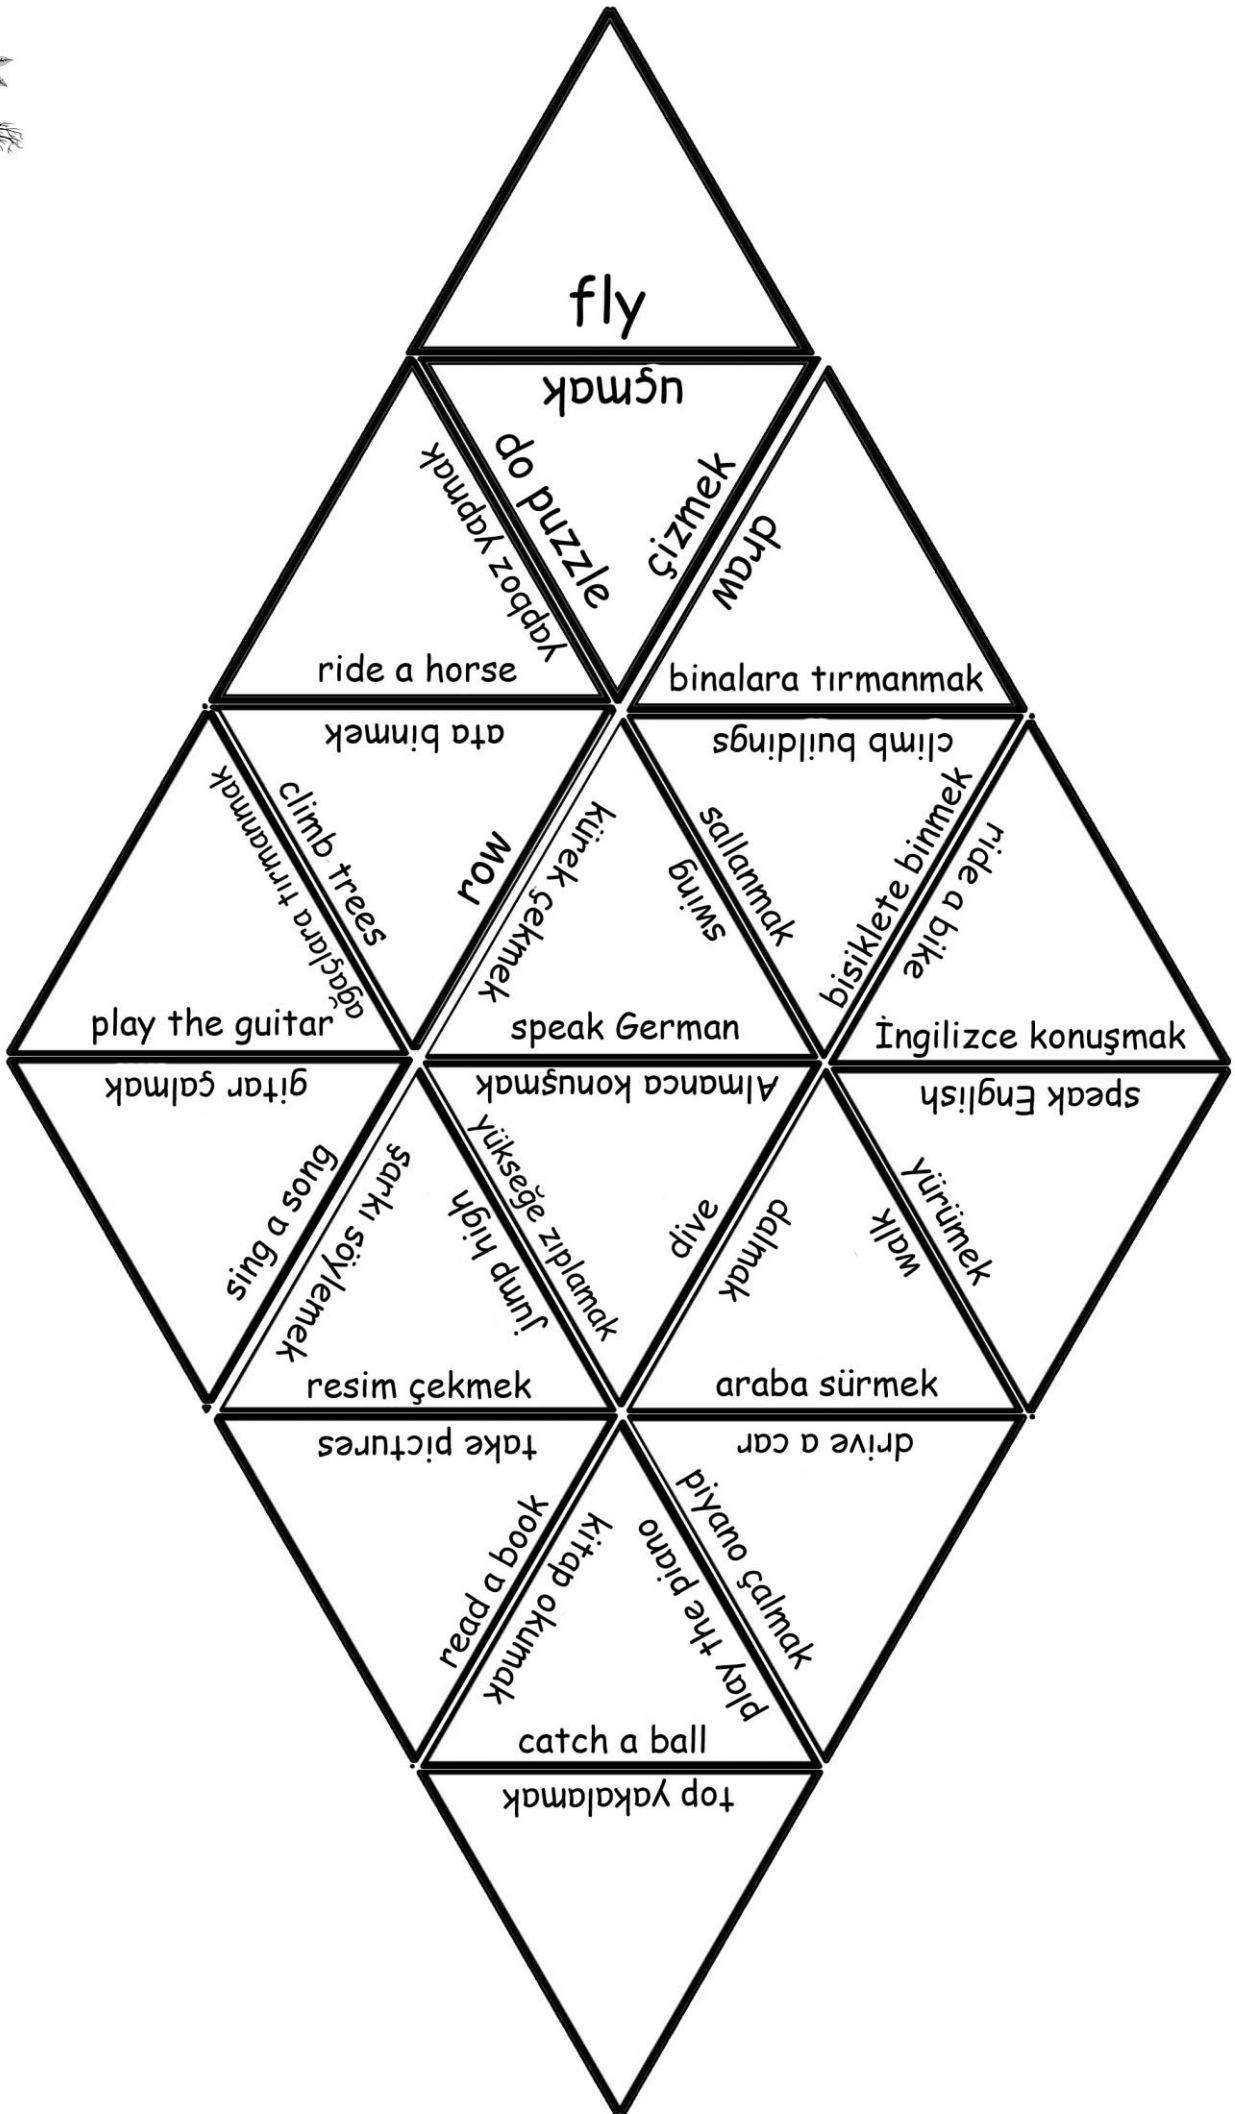 fly
uçmak
do puzzle
çizmek
yapboz yapmak
draw
ride a horse
binalara tırmanmak
ata binmek
climb buildings
ağaçlara tırmanmak
climb trees
row
kürek çekmek
swing
sallanmak
bisiklete binmek
ride a bike
play the guitar
speak German
İngilizce konuşmak
gitar çalmak
Almanca konuşmak
speak English
sing a song
şarkı söylemek
jump high
yükseğe zıplamak
dive
dalmak
walk
yürümek
resim çekmek
araba sürmek
take pictures
drive a car
read a book
kitap okumak
play the piano
piyano çalmak
catch a ball
top yakalamak